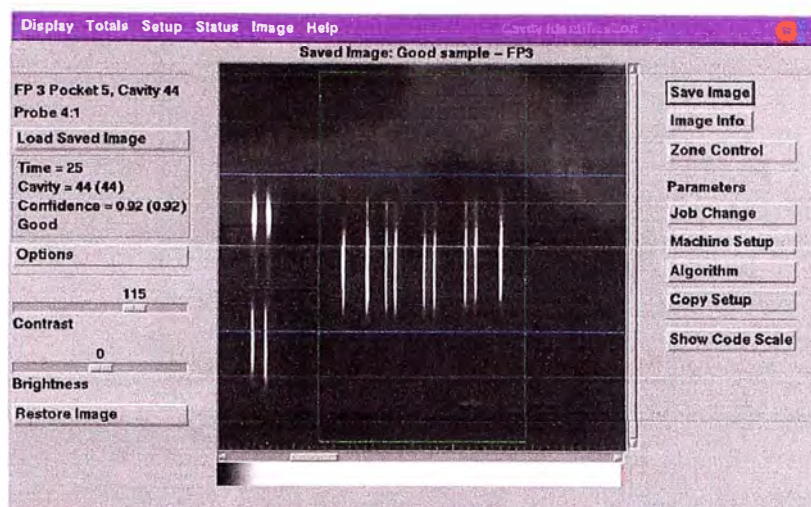 Display Totals Setup Status Image Help Cavity Identification
Saved Image: Good sample – FP3
FP 3 Pocket 5, Cavity 44
Probe 4:1
Load Saved Image
Time = 25
Cavity = 44 (44)
Confidence = 0.92 (0.92)
Good
Options
115
Contrast
0
Brightness
Restore Image
Save Image
Image Info
Zone Control
Parameters
Job Change
Machine Setup
Algorithm
Copy Setup
Show Code Scale